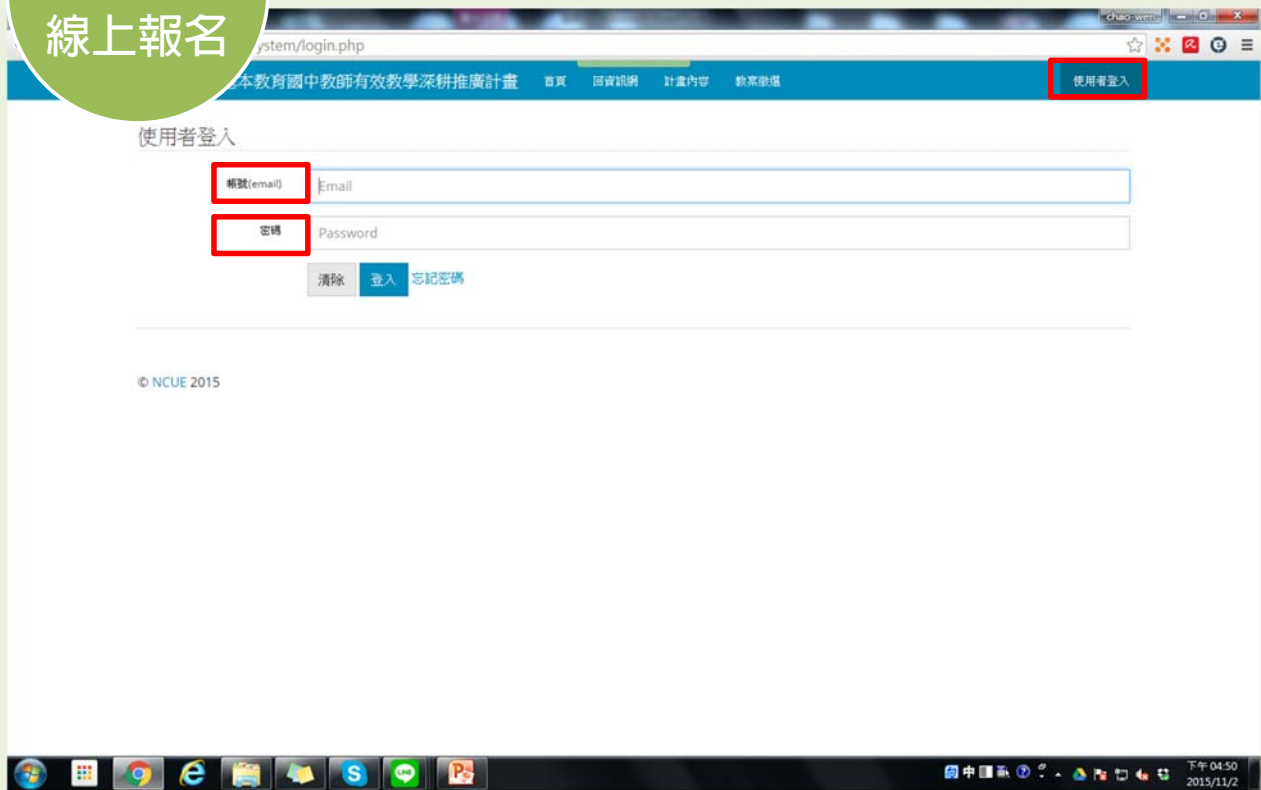 線上報名
chao-wen
ystem/login.php
本教育國中教師有效教學深耕推廣計畫 首頁 回資訊網 計畫內容 教案徵選 使用者登入
使用者登入
帳號(email) Email
密碼 Password
清除 登入 忘記密碼
© NCUE 2015
中
下午 04:50
2015/11/2